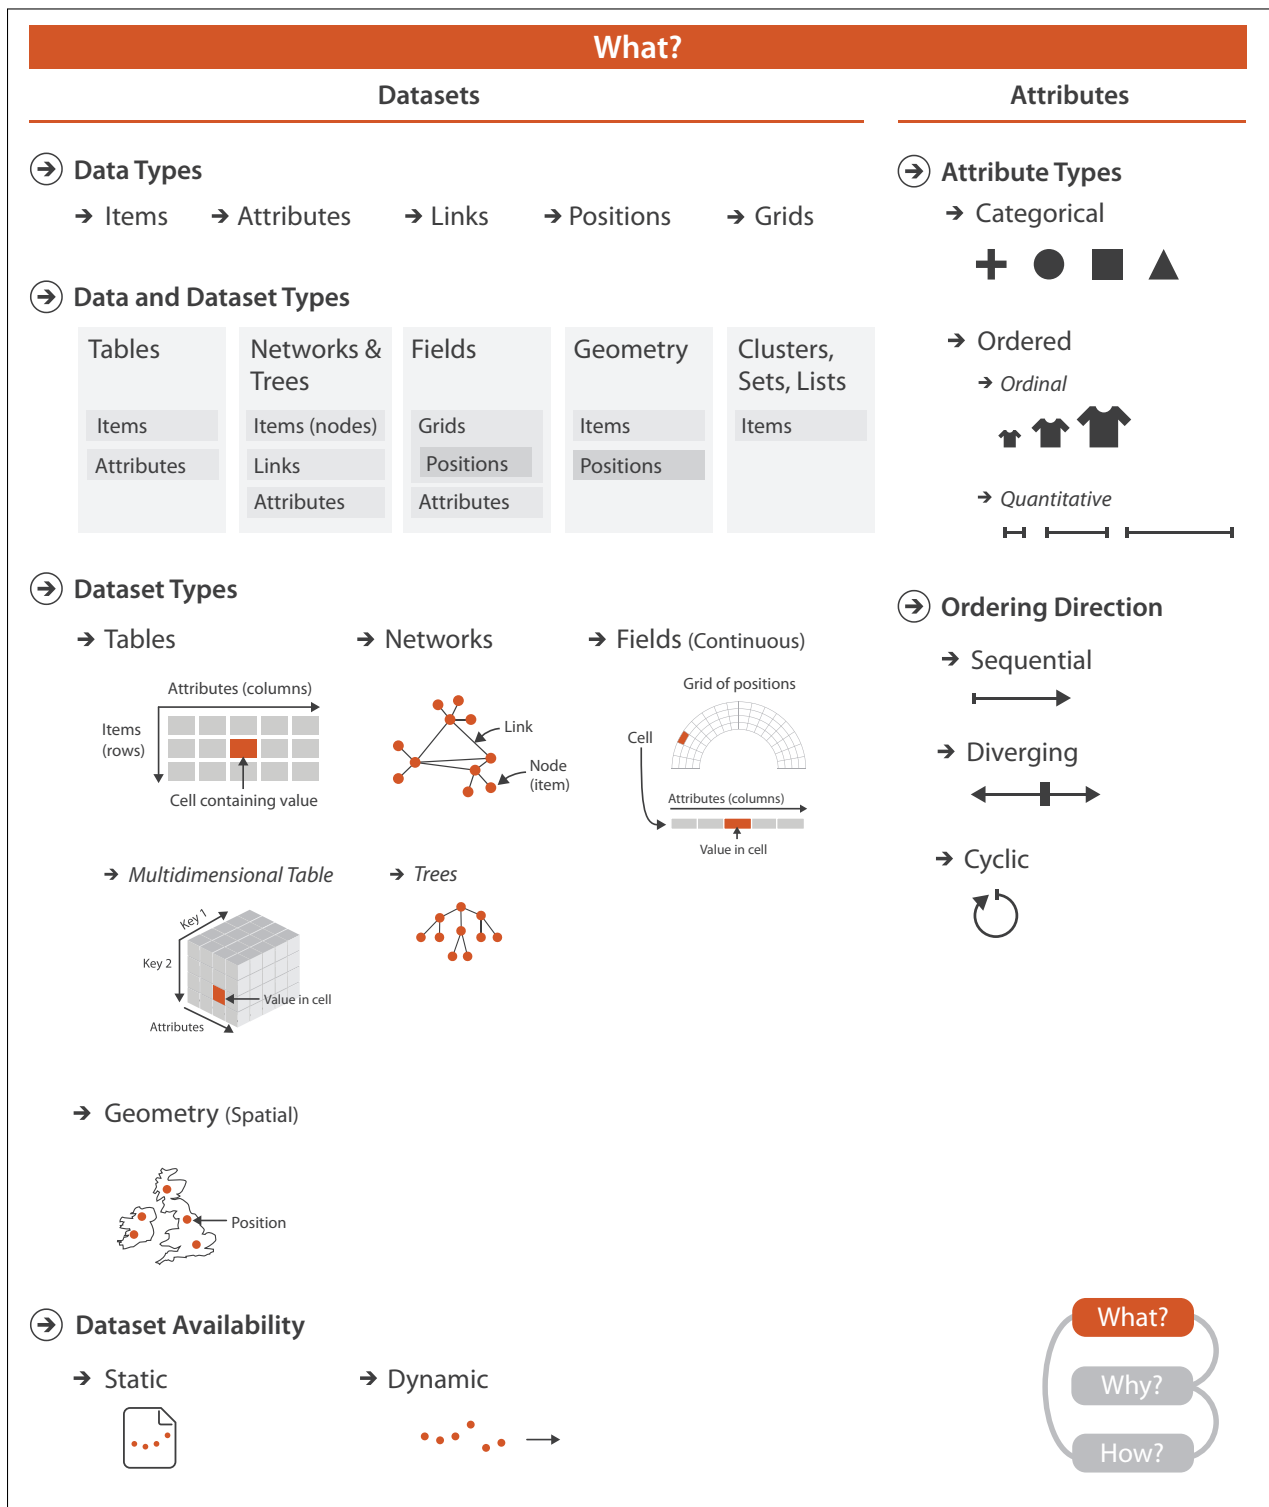 What?
Datasets
Attributes
Data Types
Items
Attributes
Links
Positions
Grids
Data and Dataset Types
Tables
Items
Attributes
Networks &
Trees
Items (nodes)
Links
Attributes
Fields
Grids
Positions
Attributes
Geometry
Items
Positions
Clusters,
Sets, Lists
Items
Dataset Types
Tables
Attributes (columns)
Items
(rows)
Cell containing value
Networks
Link
Node
(item)
Fields (Continuous)
Grid of positions
Cell
Attributes (columns)
Value in cell
Multidimensional Table
Key 1
Key 2
Value in cell
Attributes
Trees
Geometry (Spatial)
Position
Dataset Availability
Static
Dynamic
Attribute Types
Categorical
Ordered
Ordinal
Quantitative
Ordering Direction
Sequential
Diverging
Cyclic
What?
Why?
How?